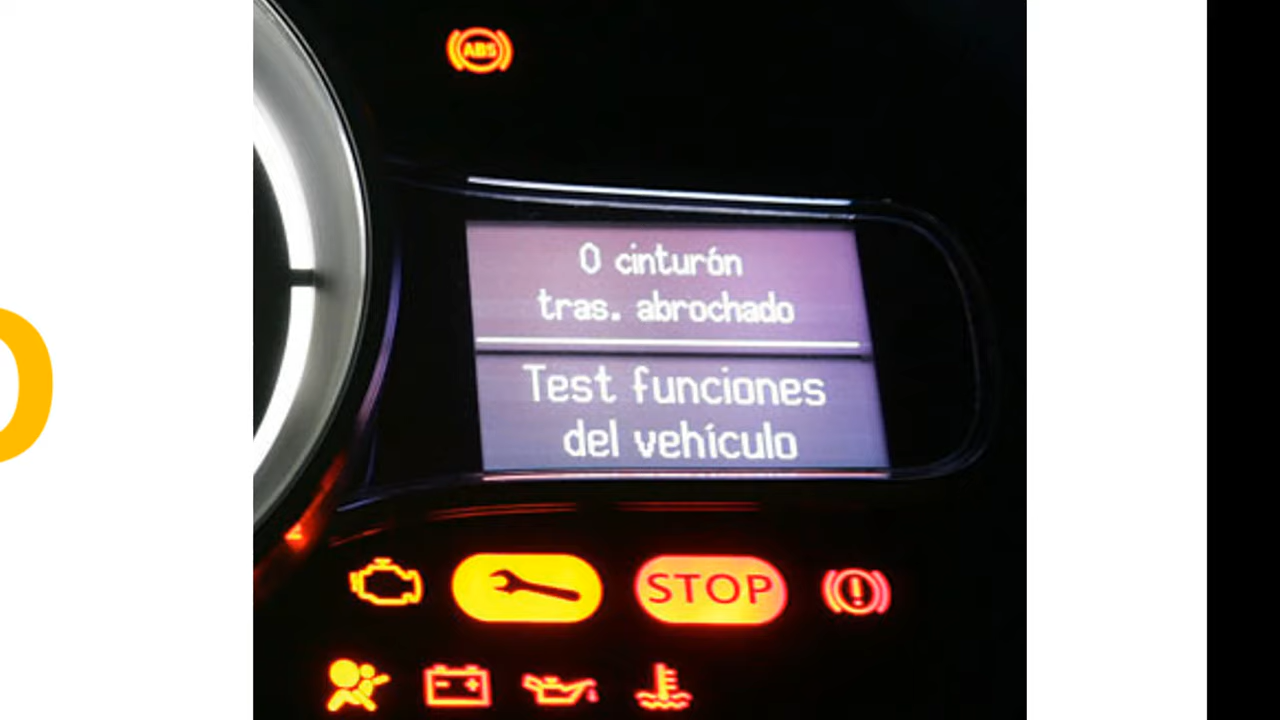 ABS
0 cinturón
tras. abrochado
Test funciones
del vehículo
STOP